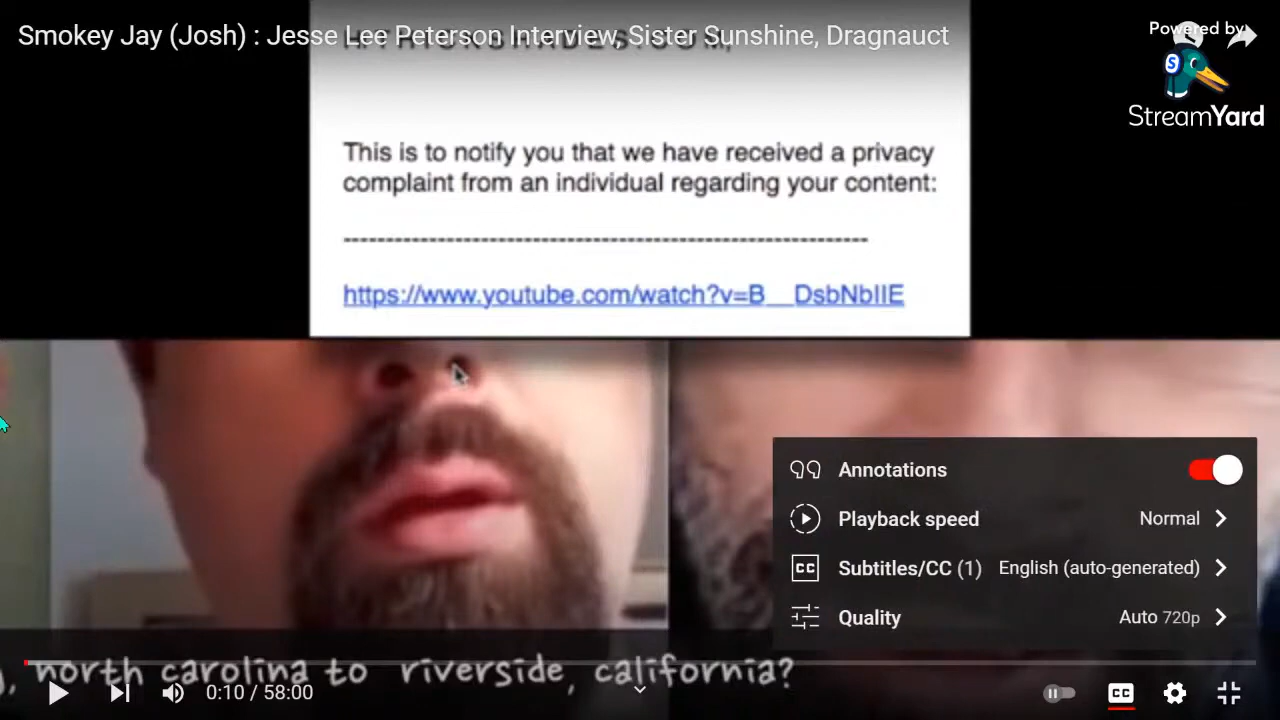 Smokey Jay (Josh) : Jesse Lee Peterson Interview, Sister Sunshine, Dragnauct
Powered by
S
StreamYard
This is to notify you that we have received a privacy
complaint from an individual regarding your content:
------------------------------------------------------------
https://www.youtube.com/watch?v=B__DsbNbIIE
Annotations
Playback speed Normal
CC Subtitles/CC (1) English (auto-generated)
Quality Auto 720p
, north carolina to riverside, california?
0:10 / 58:00
CC